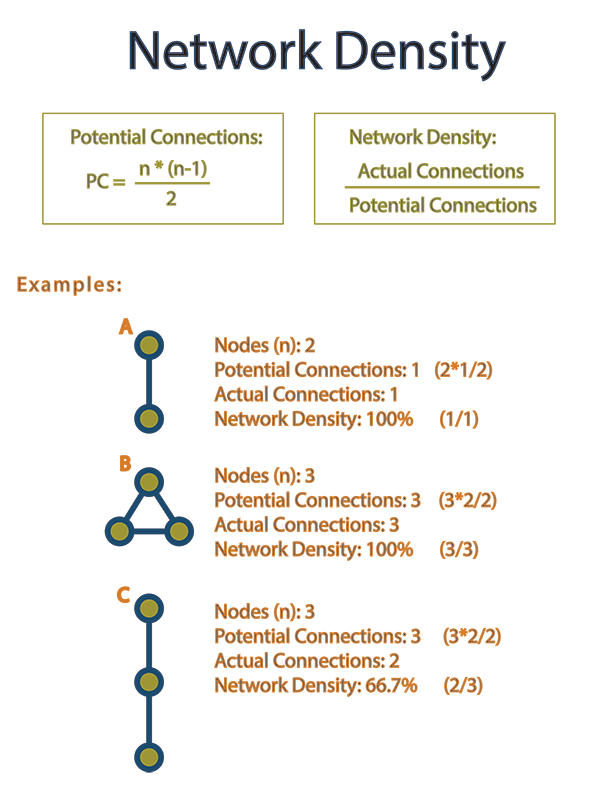 Network Density
Potential Connections:
PC = n * (n-1)
2
Network Density:
Actual Connections
Potential Connections
Examples:
A
Nodes (n): 2
Potential Connections: 1 (2*1/2)
Actual Connections: 1
Network Density: 100% (1/1)
B
Nodes (n): 3
Potential Connections: 3 (3*2/2)
Actual Connections: 3
Network Density: 100% (3/3)
C
Nodes (n): 3
Potential Connections: 3 (3*2/2)
Actual Connections: 2
Network Density: 66.7% (2/3)